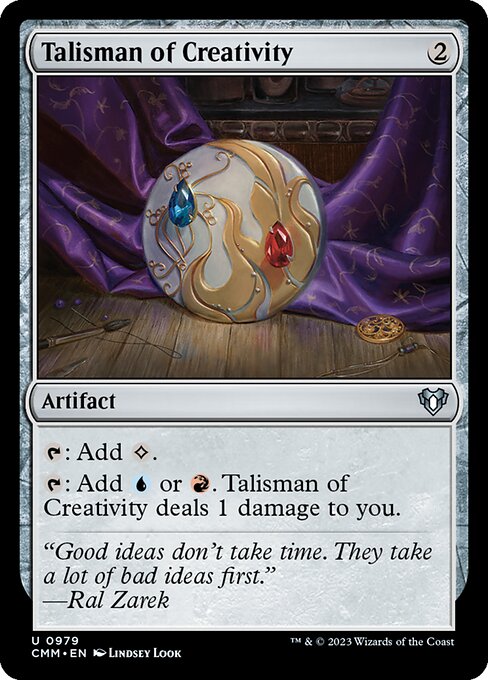 Talisman of Creativity 2
Artifact
: Add .
: Add or . Talisman of
Creativity deals 1 damage to you.
“Good ideas don’t take time. They take
a lot of bad ideas first.”
—Ral Zarek
U 0979
CMM • EN Lindsey Look
™ & © 2023 Wizards of the Coast